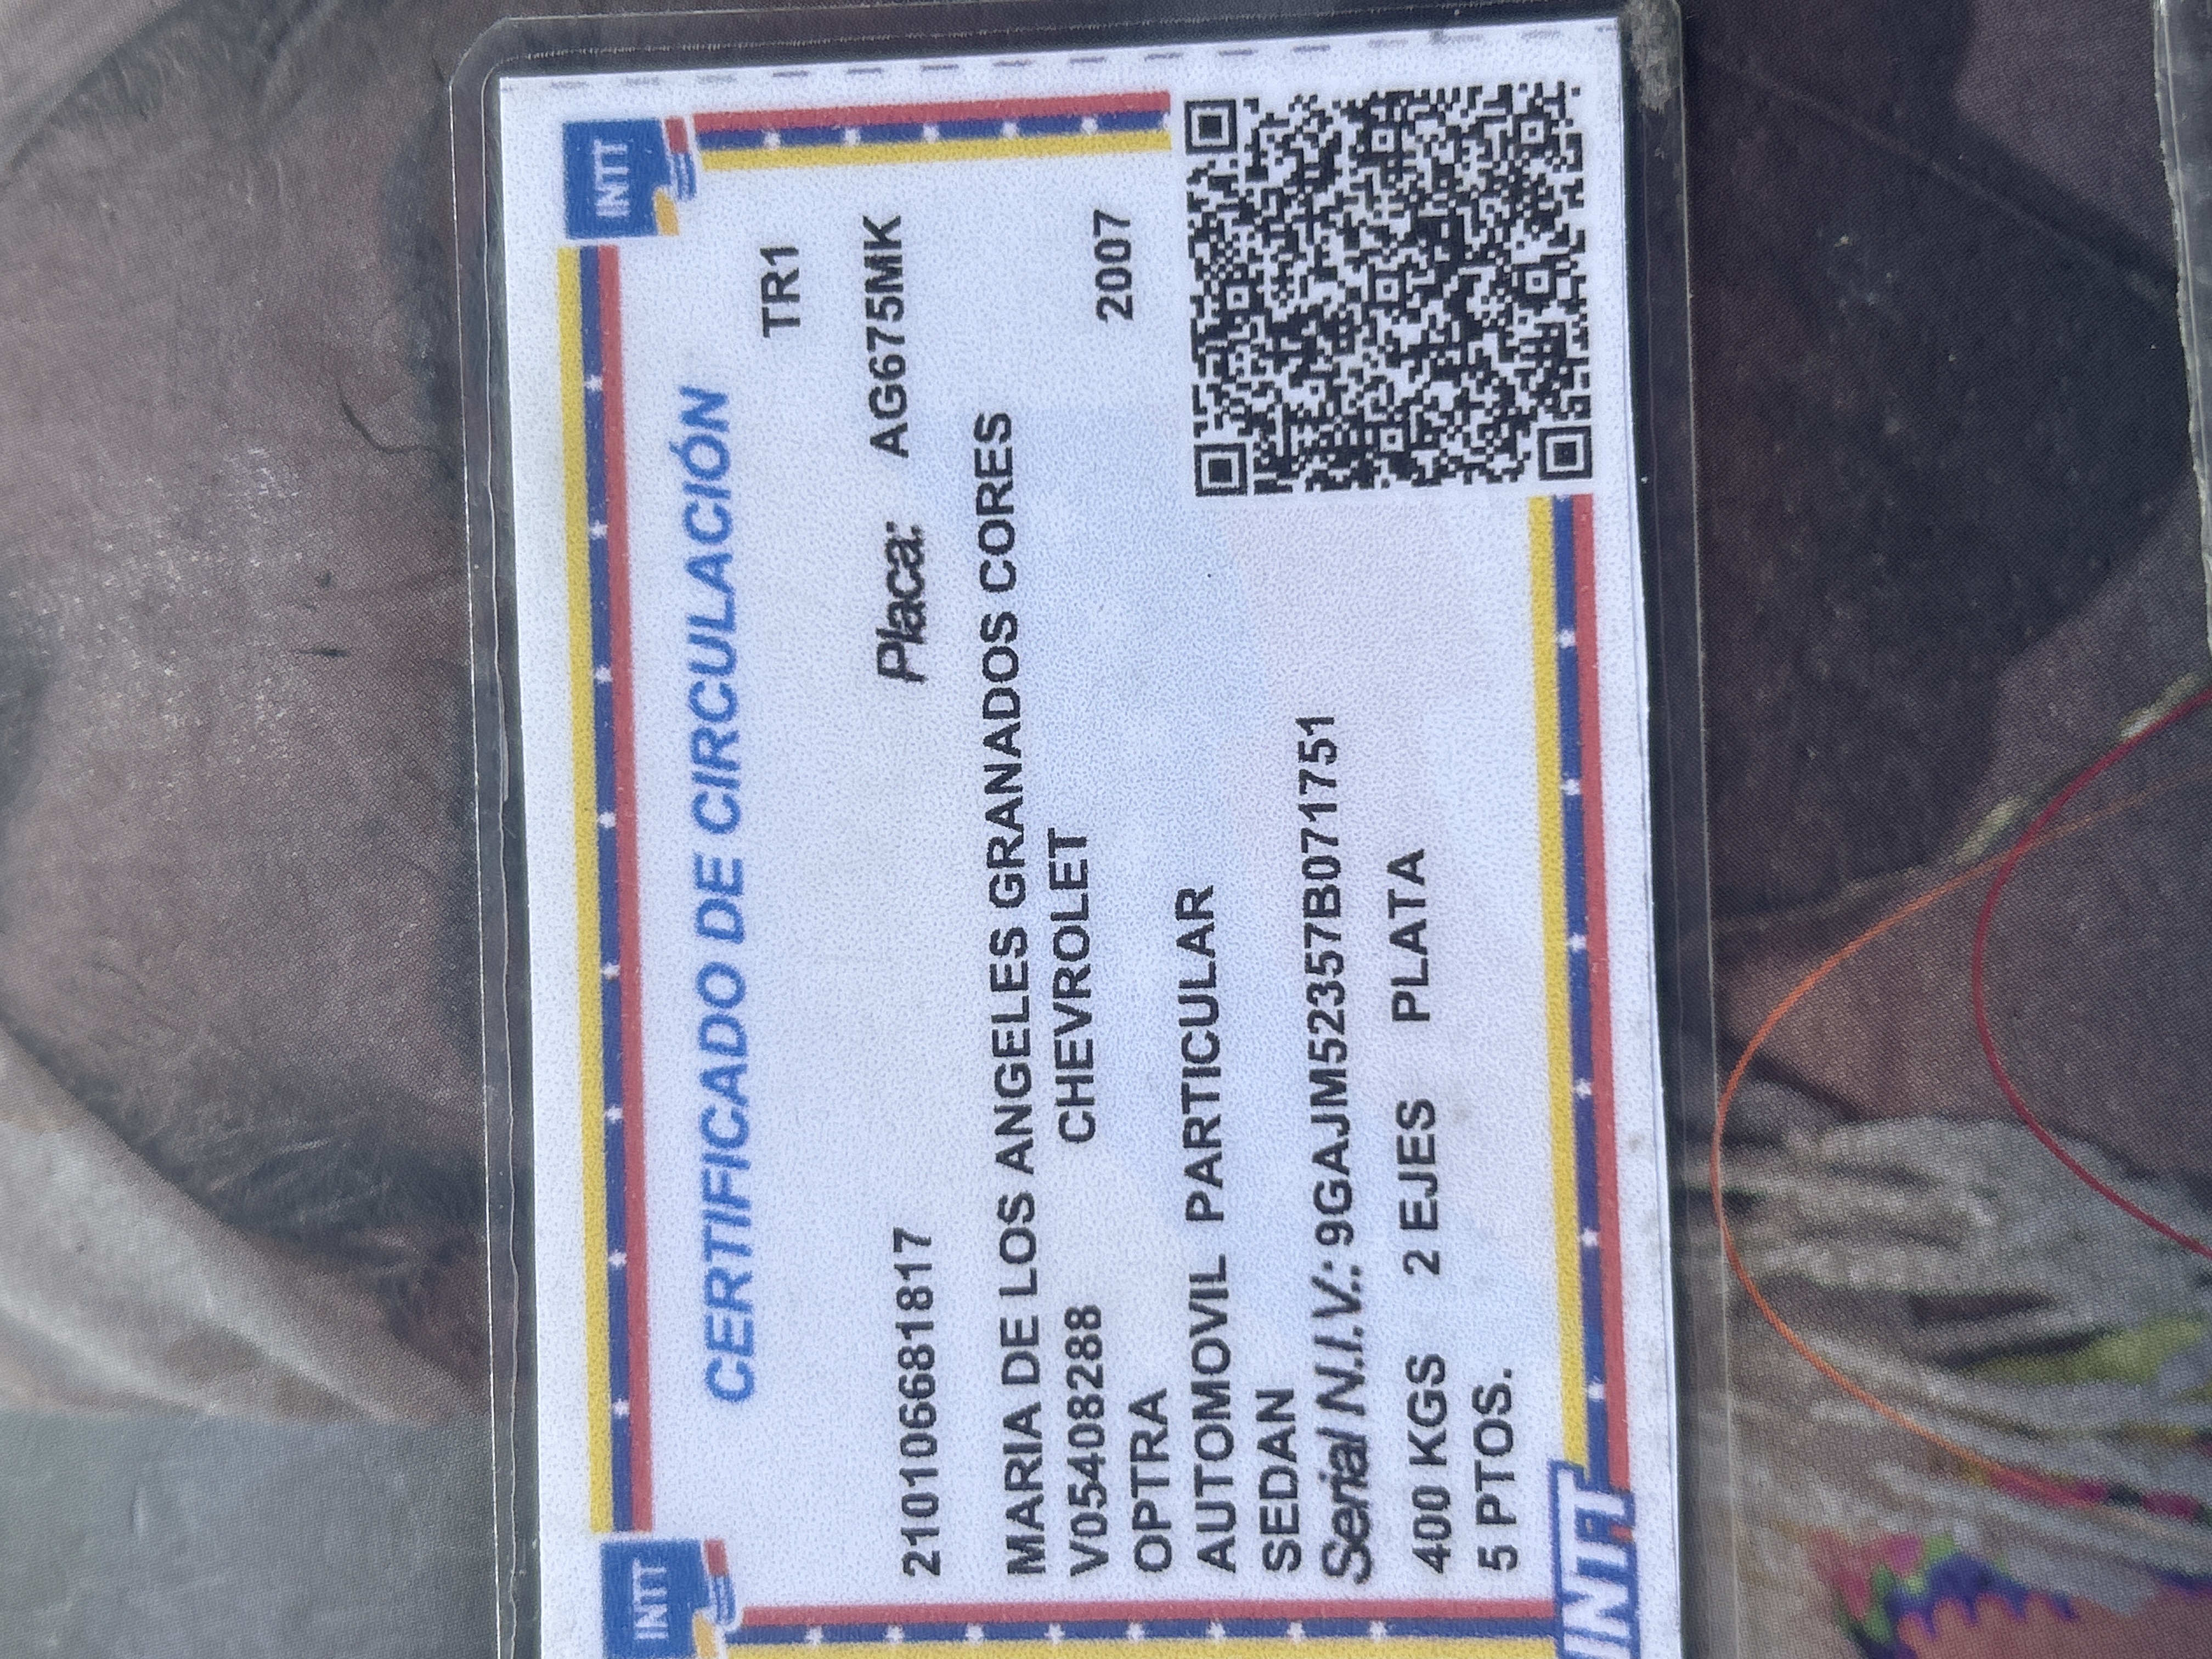 INTT INTT
CERTIFICADO DE CIRCULACIÓN
TR1
210106681817 Placa: AG675MK
MARIA DE LOS ANGELES GRANADOS CORES
V05408288 CHEVROLET 2007
OPTRA
AUTOMOVIL PARTICULAR
SEDAN
Serial N.I.V.: 9GAJM52357B071751
400 KGS 2 EJES PLATA
5 PTOS.
INTT